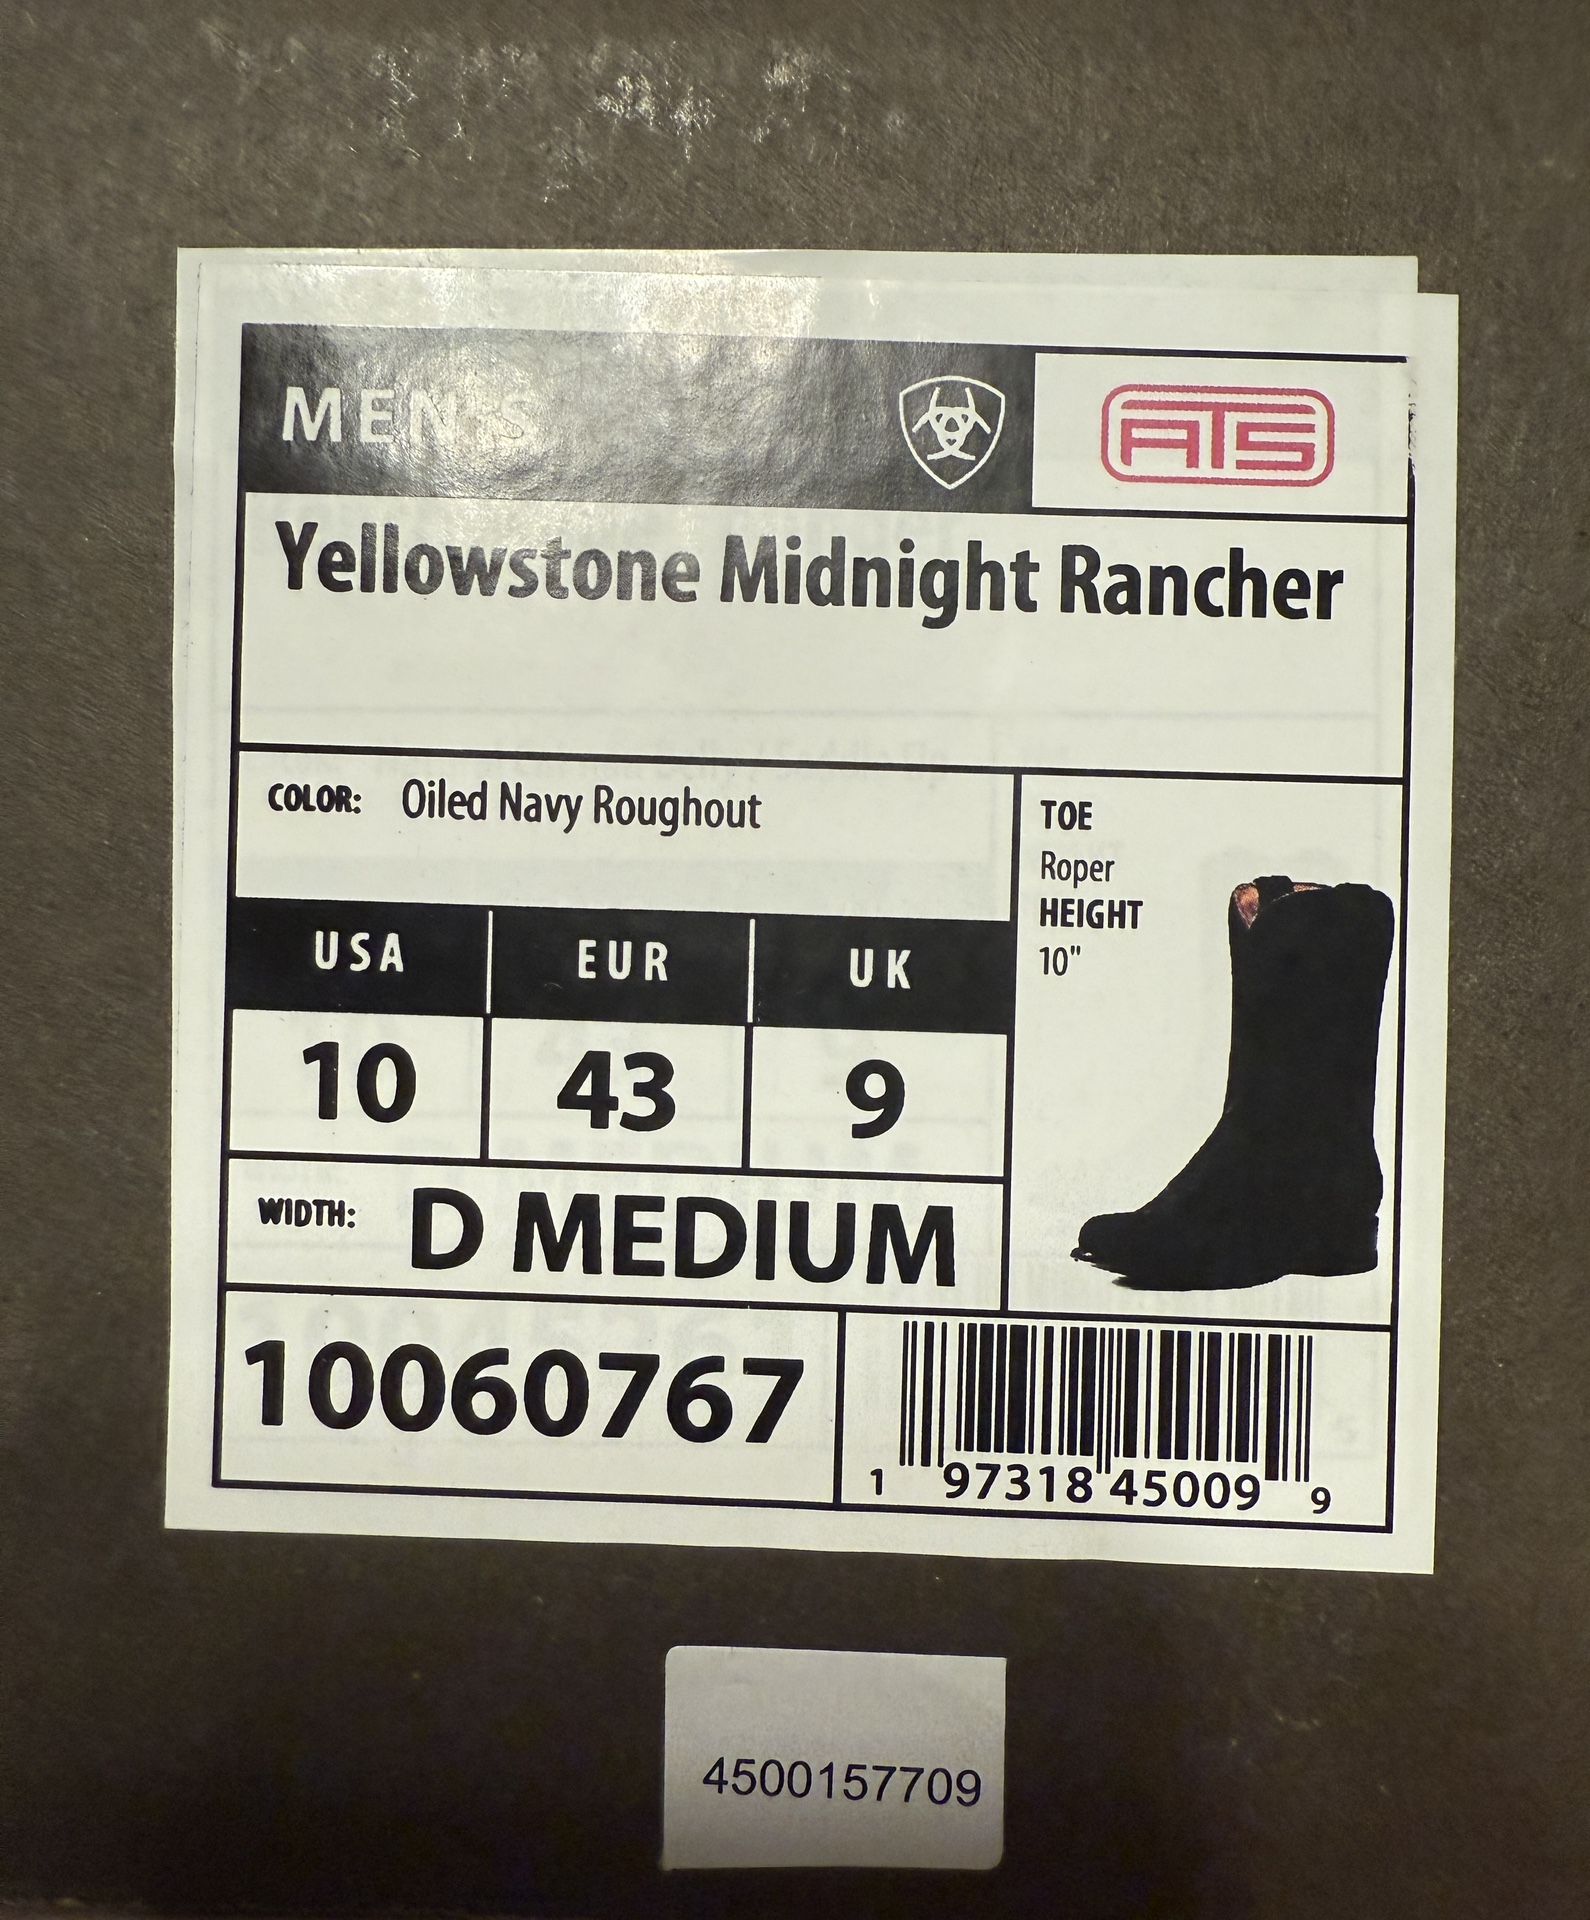 MEN'S
ATS
Yellowstone Midnight Rancher
COLOR: Oiled Navy Roughout
TOE
Roper
HEIGHT
10"
USA EUR UK
10 43 9
WIDTH: D MEDIUM
10060767
1 97318 45009 9
4500157709